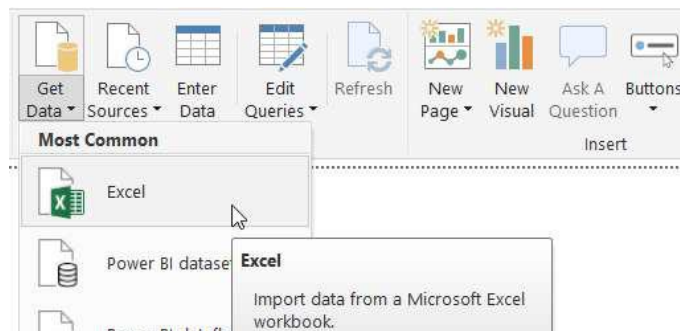 Get Data
Recent Sources
Enter Data
Edit Queries
Refresh
New Page
New Visual
Ask A Question
Buttons
Insert
Most Common
Excel
Power BI
Excel
Import data from a Microsoft Excel
workbook.